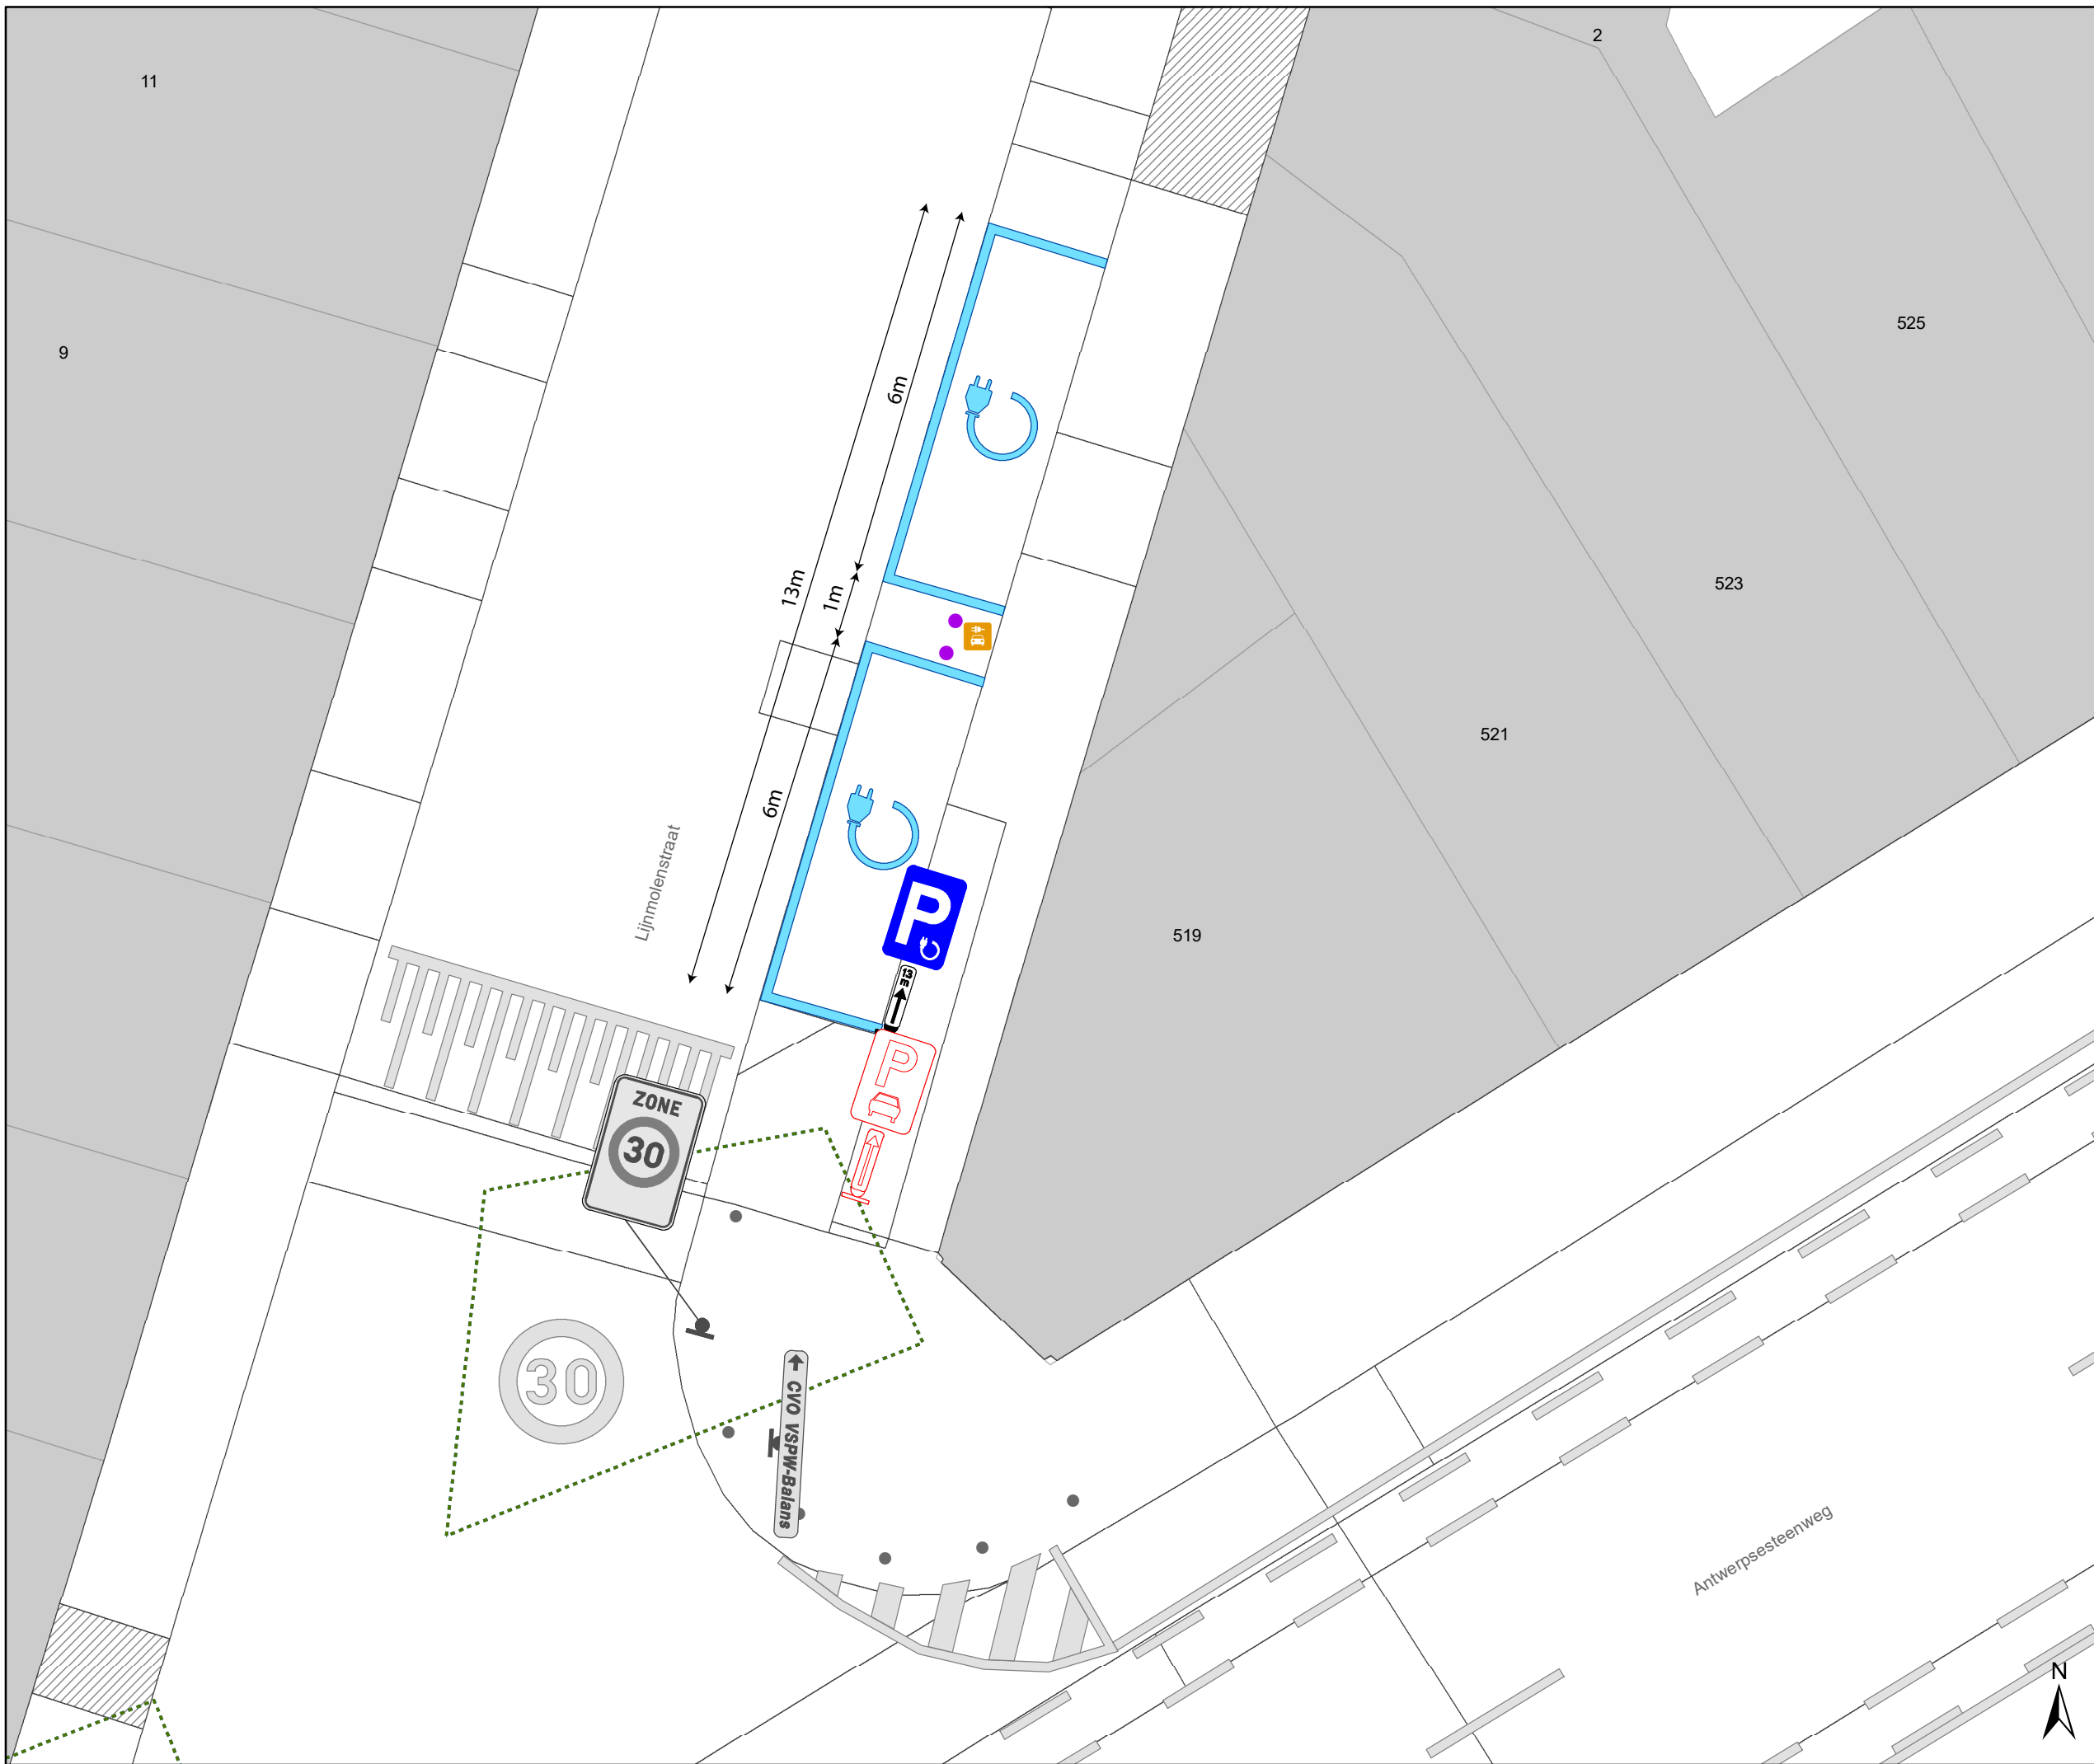 2
11
525
9
6m
523
13m
1m
521
6m
Lijnmolenstraat
P
519
13 m
P
ZONE
30
30
CVO VSPW-Balans
Antwerpsesteenweg
N